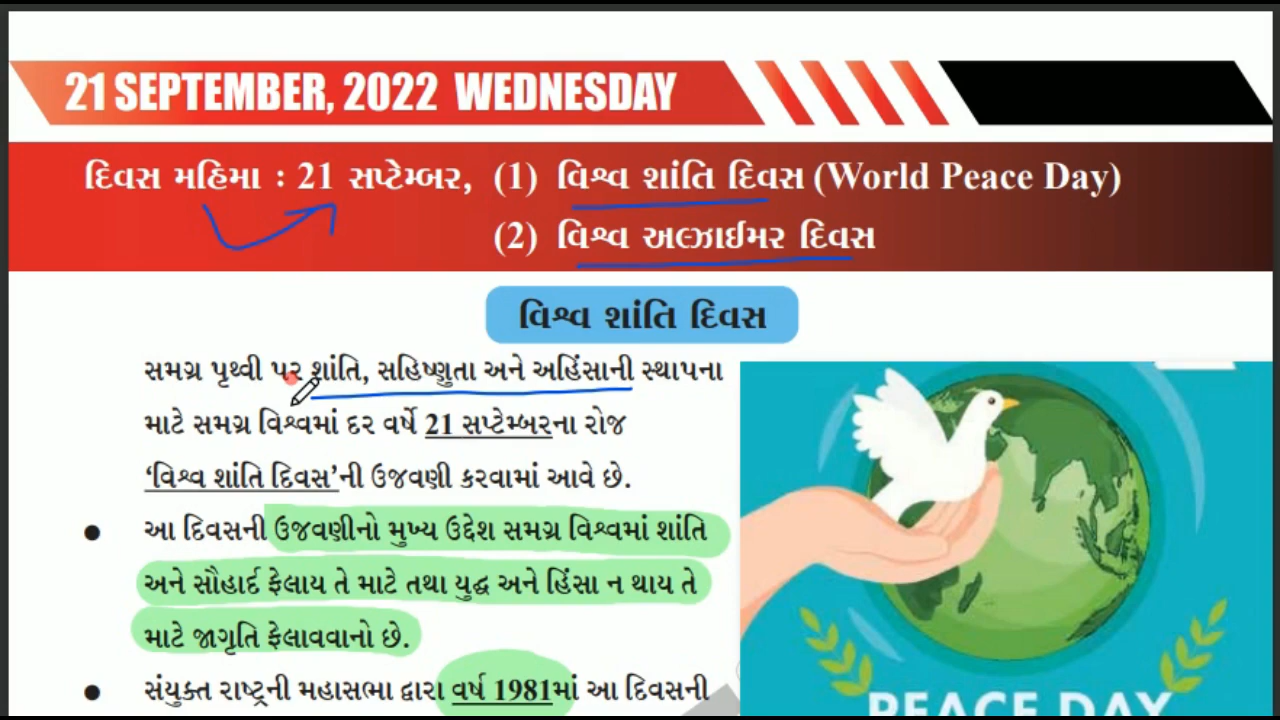 21 SEPTEMBER, 2022 WEDNESDAY
દિવસ મહિમા : 21 સપ્ટેમ્બર, (1) વિશ્વ શાંતિ દિવસ (World Peace Day)
(2) વિશ્વ અલ્ઝાઈમર દિવસ
વિશ્વ શાંતિ દિવસ
સમગ્ર પૃથ્વી પર શાંતિ, સહિષ્ણુતા અને અહિંસાની સ્થાપના
માટે સમગ્ર વિશ્વમાં દર વર્ષે 21 સપ્ટેમ્બરના રોજ
‘વિશ્વ શાંતિ દિવસ’ની ઉજવણી કરવામાં આવે છે.
● આ દિવસની ઉજવણીનો મુખ્ય ઉદ્દેશ સમગ્ર વિશ્વમાં શાંતિ
અને સૌહાર્દ ફેલાય તે માટે તથા યુદ્ધ અને હિંસા ન થાય તે
માટે જાગૃતિ ફેલાવવાનો છે.
● સંયુક્ત રાષ્ટ્રની મહાસભા દ્વારા વર્ષ 1981માં આ દિવસની
PEACE DAY